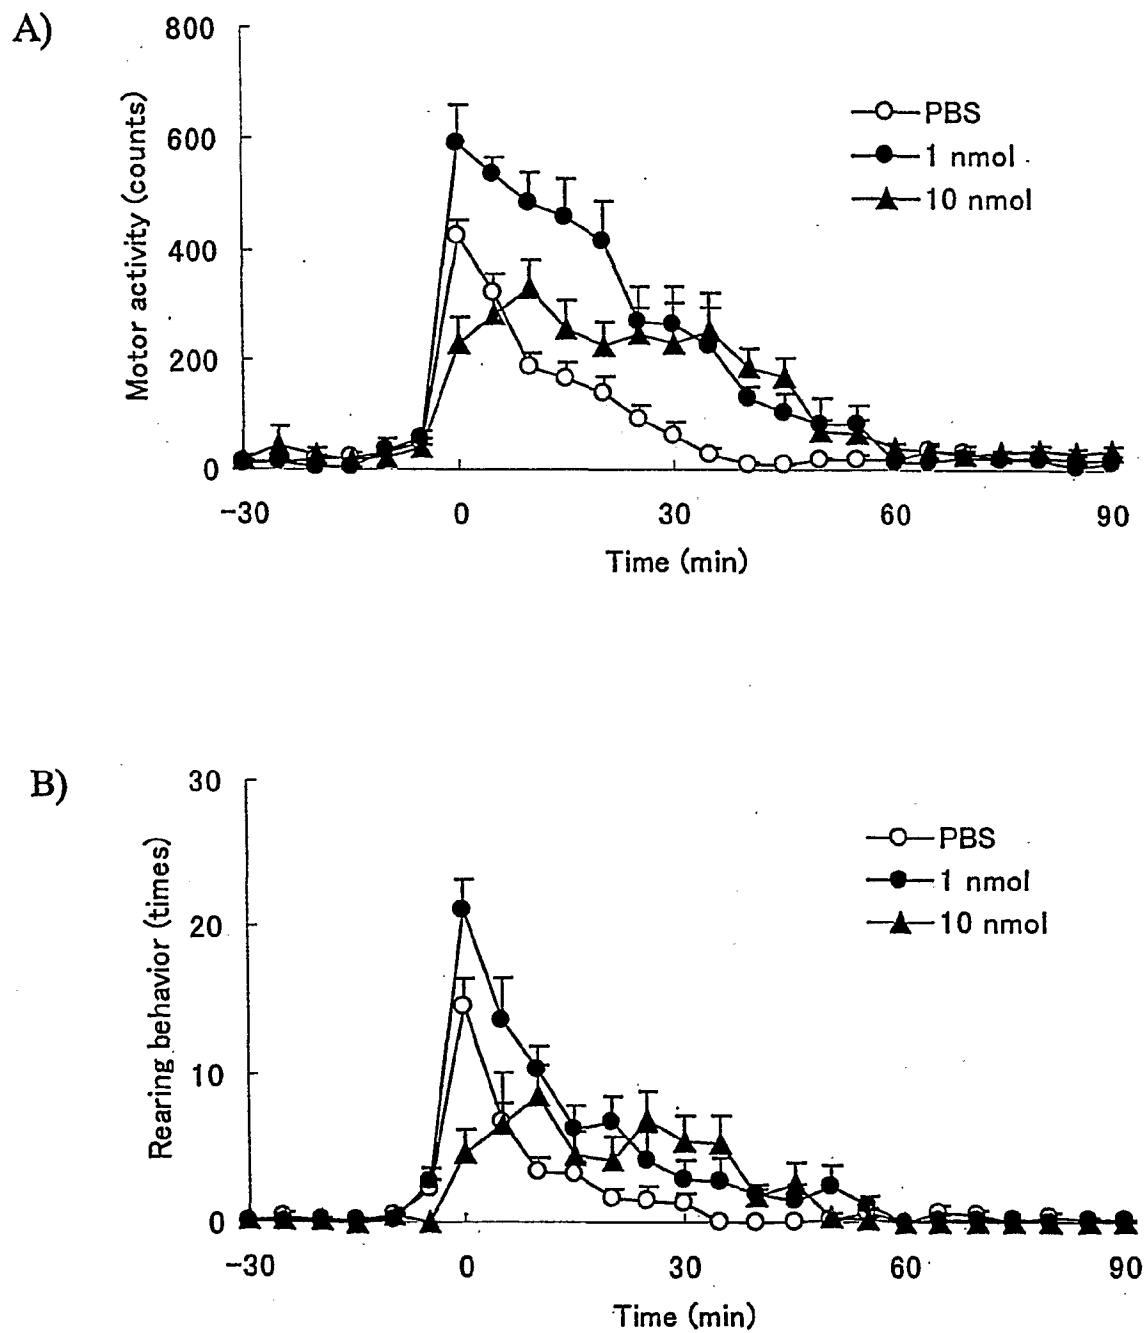 A)
800
600
400
200
0
Motor activity (counts)
PBS
1 nmol
10 nmol
−30 0 30 60 90
Time (min)
B)
30
20
10
0
Rearing behavior (times)
PBS
1 nmol
10 nmol
−30 0 30 60 90
Time (min)